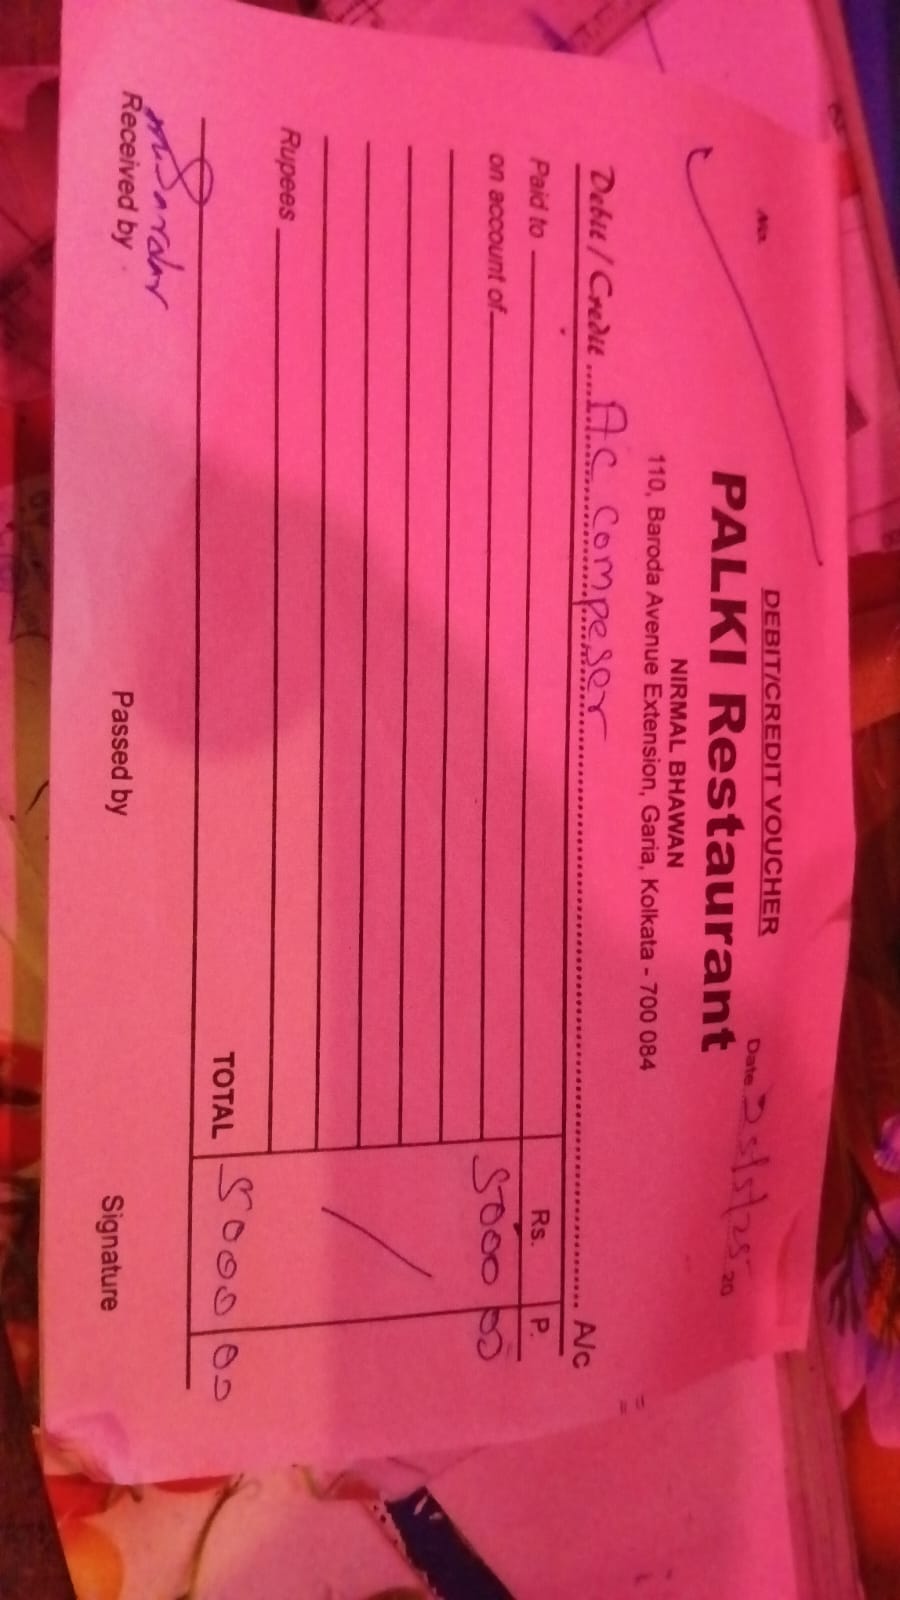 DEBIT/CREDIT VOUCHER
No.
PALKI Restaurant
Date 25/5/25 20
NIRMAL BHAWAN
110, Baroda Avenue Extension, Garia, Kolkata - 700 084
Debit / Credit AC compeser A/c
Paid to Rs. P.
on account of 5000 00
Rupees
TOTAL 5000 00
Received by Passed by Signature